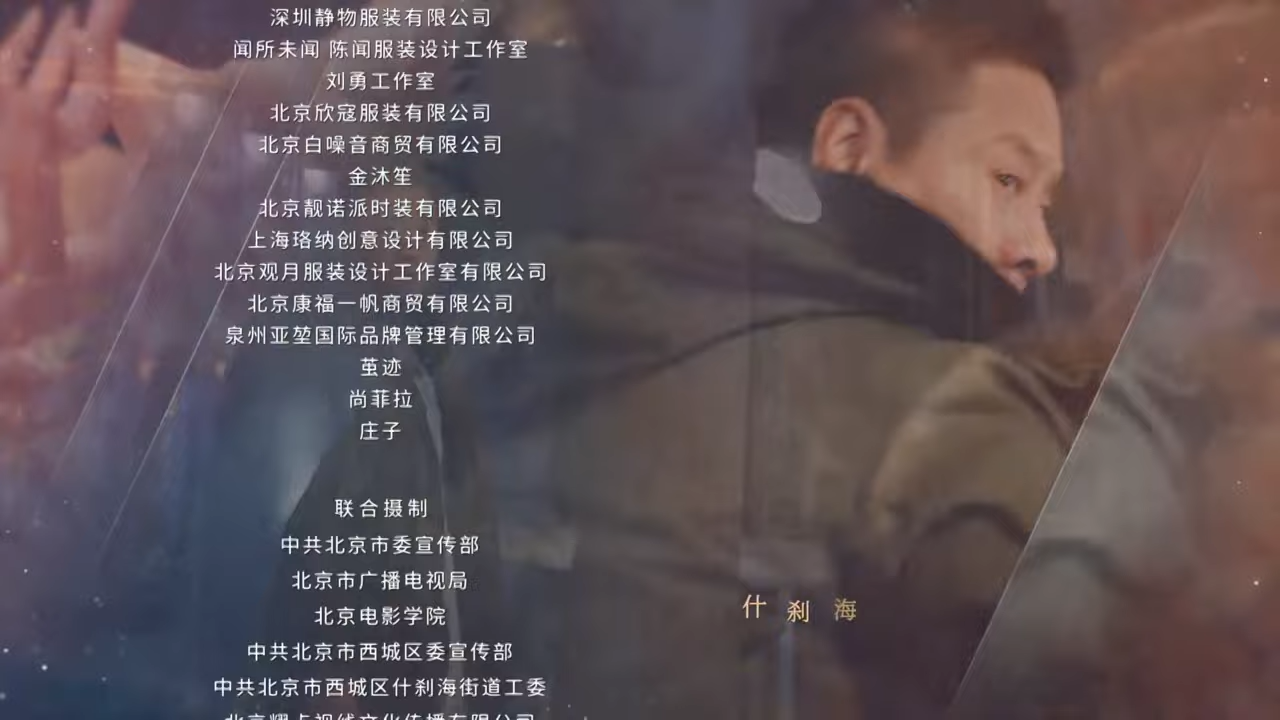 深圳静物服装有限公司
闻所未闻 陈闻服装设计工作室
刘勇工作室
北京欣寇服装有限公司
北京白噪音商贸有限公司
金沐笙
北京靓诺派时装有限公司
上海珞纳创意设计有限公司
北京观月服装设计工作室有限公司
北京康福一帆商贸有限公司
泉州亚堃国际品牌管理有限公司
茧迹
尚菲拉
庄子
联合摄制
中共北京市委宣传部
北京市广播电视局
北京电影学院
什刹海
中共北京市西城区委宣传部
中共北京市西城区什刹海街道工委